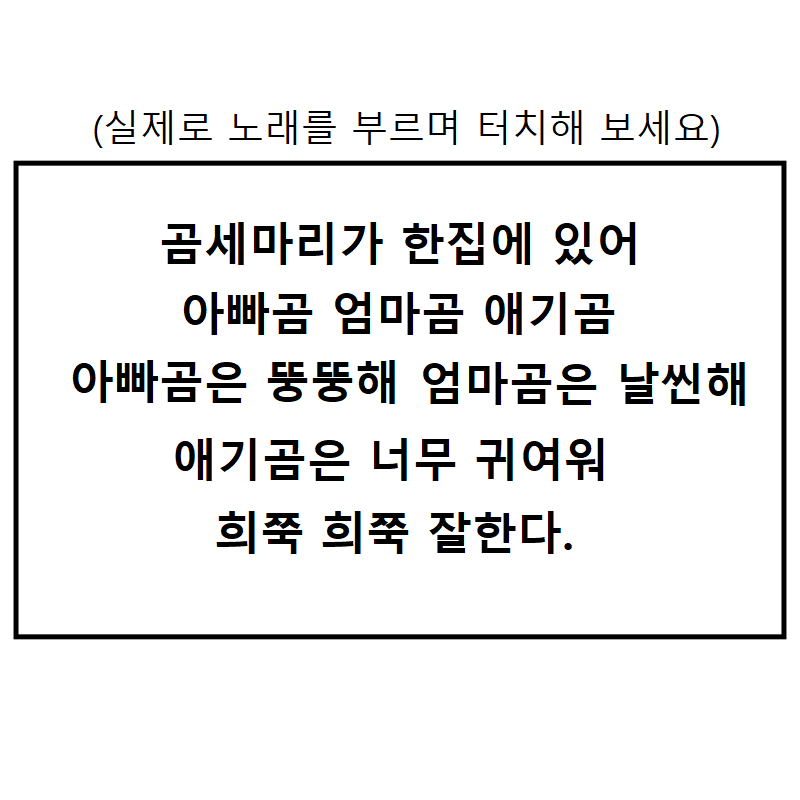 (실제로 노래를 부르며 터치해 보세요)
곰세마리가 한집에 있어
아빠곰 엄마곰 애기곰
아빠곰은 뚱뚱해 엄마곰은 날씬해
애기곰은 너무 귀여워
희쭉 희쭉 잘한다.